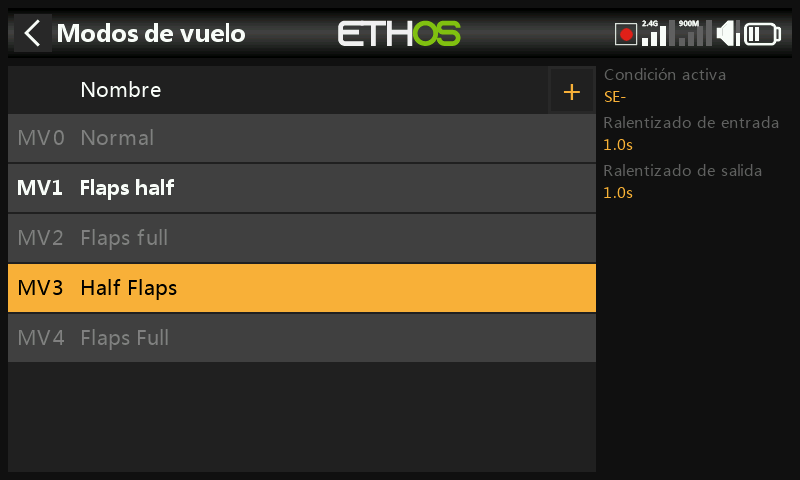 Modos de vuelo
ETHOS
2.4G
900M
Nombre
+
MV0 Normal
MV1 Flaps half
MV2 Flaps full
MV3 Half Flaps
MV4 Flaps Full
Condición activa
SE-
Ralentizado de entrada
1.0s
Ralentizado de salida
1.0s